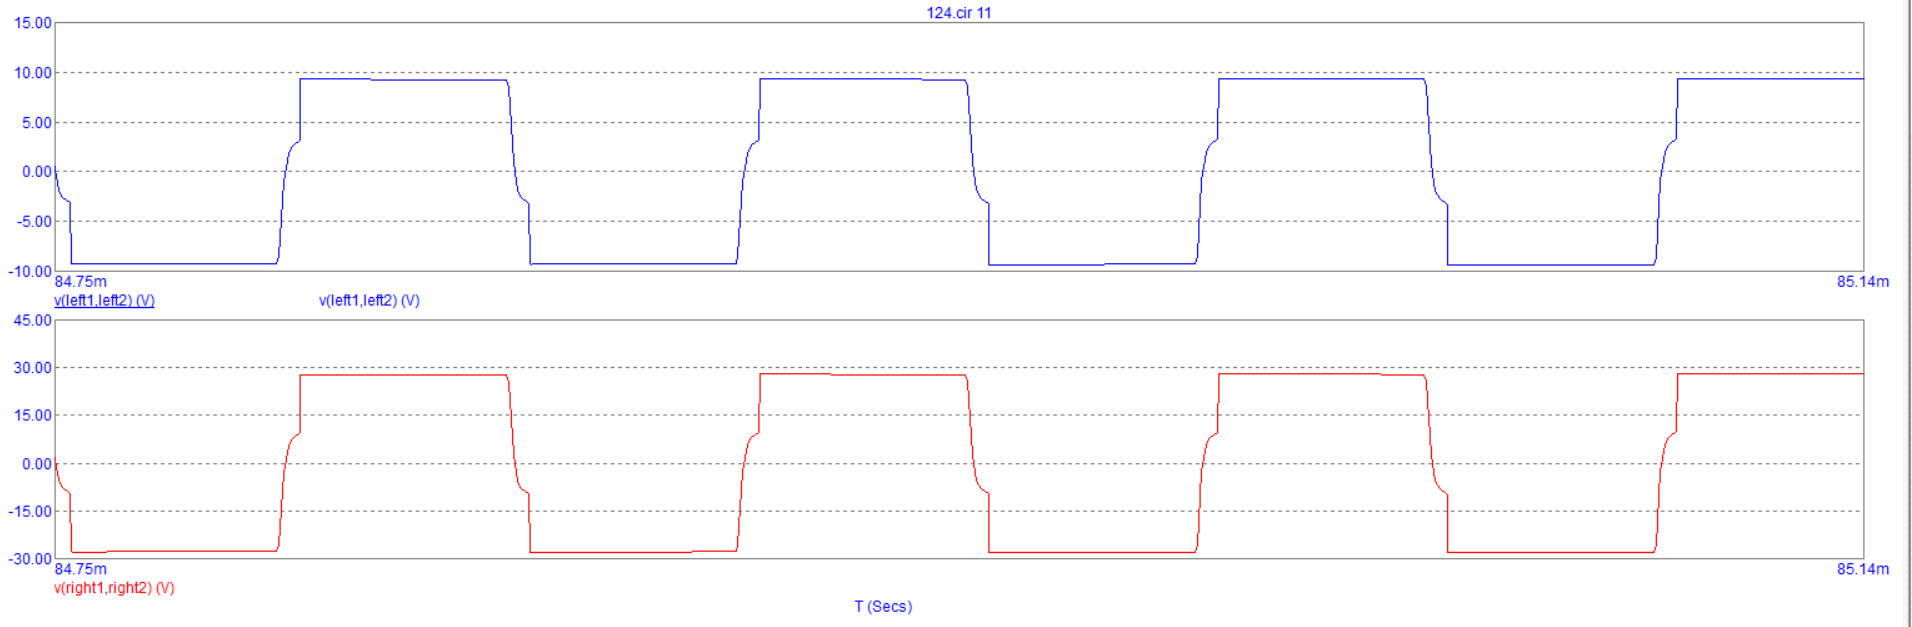 124.cir 11
15.00
10.00
5.00
0.00
-5.00
-10.00
84.75m 85.14m
v(left1,left2) (V) v(left1,left2) (V)
45.00
30.00
15.00
0.00
-15.00
-30.00
84.75m 85.14m
v(right1,right2) (V)
T (Secs)